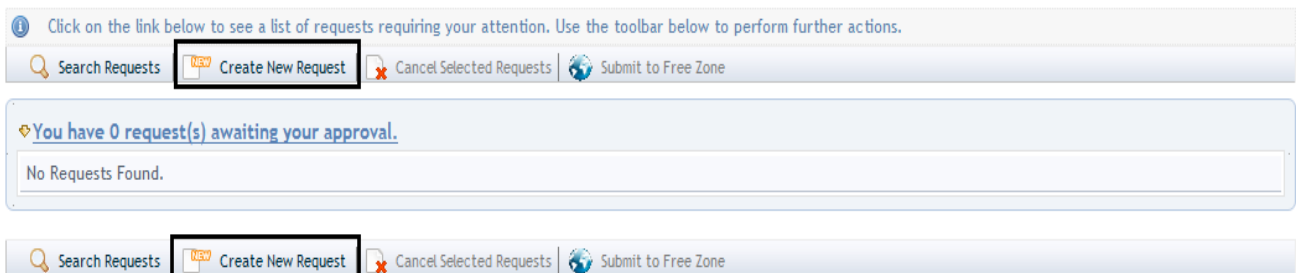 Click on the link below to see a list of requests requiring your attention. Use the toolbar below to perform further actions.
Search Requests NEW Create New Request Cancel Selected Requests Submit to Free Zone
You have 0 request(s) awaiting your approval.
No Requests Found.
Search Requests NEW Create New Request Cancel Selected Requests Submit to Free Zone